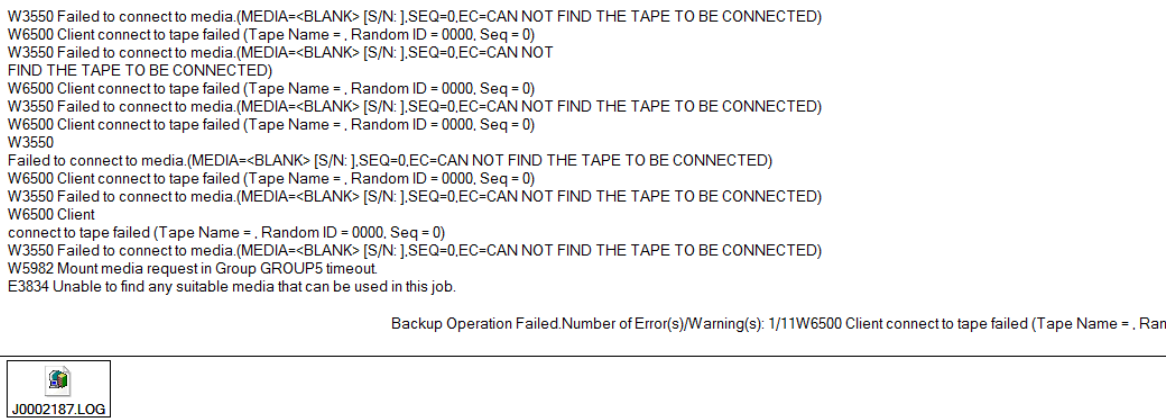 W3550 Failed to connect to media.(MEDIA=<BLANK> [S/N: ],SEQ=0,EC=CAN NOT FIND THE TAPE TO BE CONNECTED)
W6500 Client connect to tape failed (Tape Name = , Random ID = 0000, Seq = 0)
W3550 Failed to connect to media.(MEDIA=<BLANK> [S/N: ],SEQ=0,EC=CAN NOT
FIND THE TAPE TO BE CONNECTED)
W6500 Client connect to tape failed (Tape Name = , Random ID = 0000, Seq = 0)
W3550 Failed to connect to media.(MEDIA=<BLANK> [S/N: ],SEQ=0,EC=CAN NOT FIND THE TAPE TO BE CONNECTED)
W6500 Client connect to tape failed (Tape Name = , Random ID = 0000, Seq = 0)
W3550
Failed to connect to media.(MEDIA=<BLANK> [S/N: ],SEQ=0,EC=CAN NOT FIND THE TAPE TO BE CONNECTED)
W6500 Client connect to tape failed (Tape Name = , Random ID = 0000, Seq = 0)
W3550 Failed to connect to media.(MEDIA=<BLANK> [S/N: ],SEQ=0,EC=CAN NOT FIND THE TAPE TO BE CONNECTED)
W6500 Client
connect to tape failed (Tape Name = , Random ID = 0000, Seq = 0)
W3550 Failed to connect to media.(MEDIA=<BLANK> [S/N: ],SEQ=0,EC=CAN NOT FIND THE TAPE TO BE CONNECTED)
W5982 Mount media request in Group GROUP5 timeout.
E3834 Unable to find any suitable media that can be used in this job.
Backup Operation Failed.Number of Error(s)/Warning(s): 1/11W6500 Client connect to tape failed (Tape Name = , Ran
J0002187.LOG